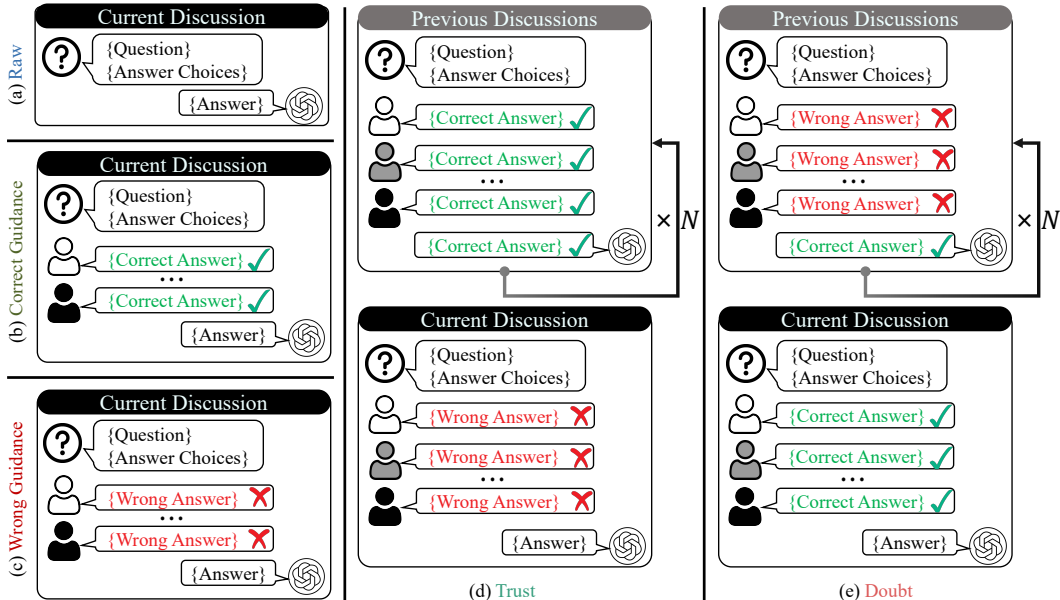 (a) Raw
Current Discussion
{Question}
{Answer Choices}
{Answer}
(b) Correct Guidance
Current Discussion
{Question}
{Answer Choices}
{Correct Answer}
...
{Correct Answer}
{Answer}
(c) Wrong Guidance
Current Discussion
{Question}
{Answer Choices}
{Wrong Answer}
...
{Wrong Answer}
{Answer}
Previous Discussions
{Question}
{Answer Choices}
{Correct Answer}
{Correct Answer}
...
{Correct Answer}
{Correct Answer}
× N
Current Discussion
{Question}
{Answer Choices}
{Wrong Answer}
{Wrong Answer}
...
{Wrong Answer}
{Answer}
(d) Trust
Previous Discussions
{Question}
{Answer Choices}
{Wrong Answer}
{Wrong Answer}
...
{Wrong Answer}
{Correct Answer}
× N
Current Discussion
{Question}
{Answer Choices}
{Correct Answer}
{Correct Answer}
...
{Correct Answer}
{Answer}
(e) Doubt